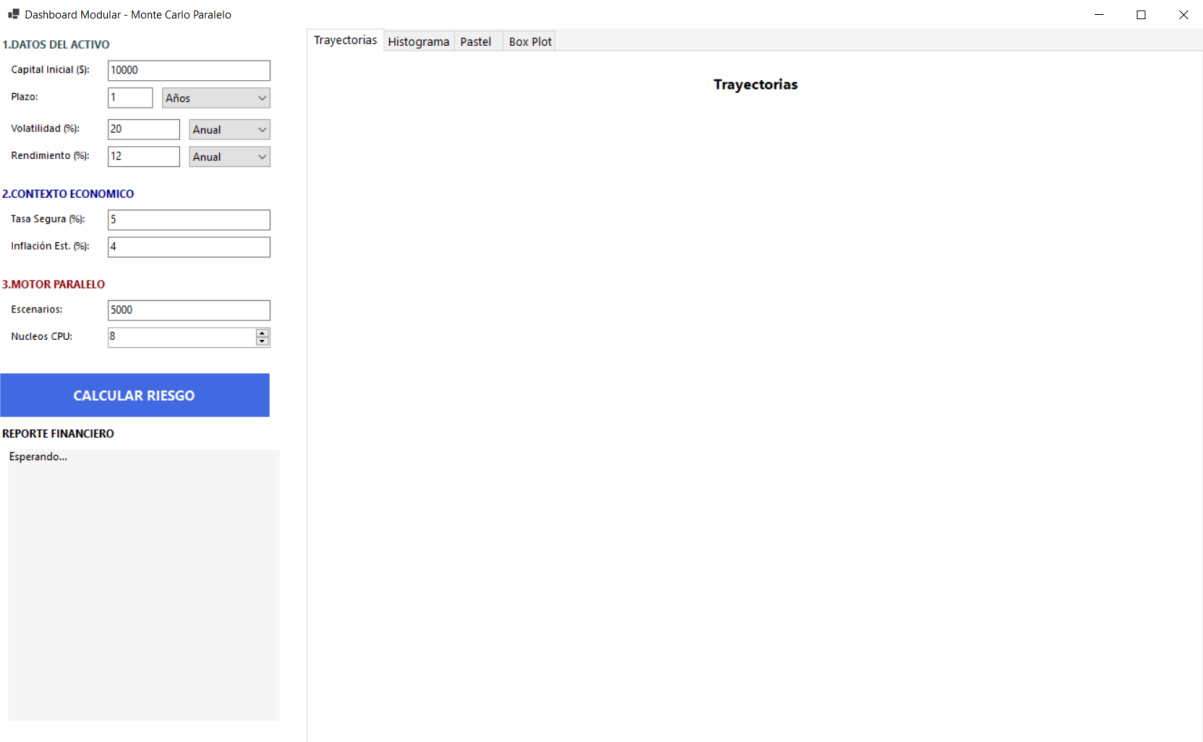 Dashboard Modular - Monte Carlo Paralelo
1.DATOS DEL ACTIVO
Capital Inicial ($): 10000
Plazo: 1 Años
Volatilidad (%): 20 Anual
Rendimiento (%): 12 Anual
2.CONTEXTO ECONOMICO
Tasa Segura (%): 5
Inflación Est. (%): 4
3.MOTOR PARALELO
Escenarios: 5000
Nucleos CPU: 8
CALCULAR RIESGO
REPORTE FINANCIERO
Esperando...
Trayectorias Histograma Pastel Box Plot
Trayectorias